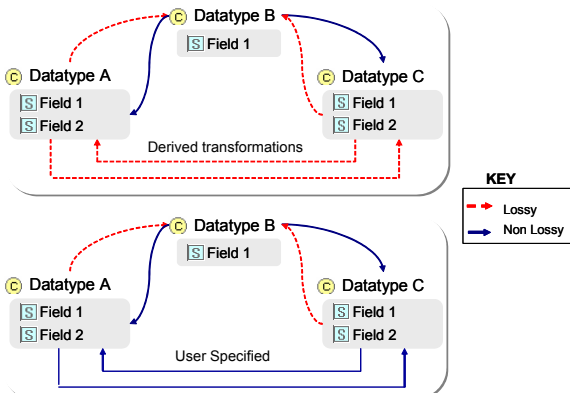 C Datatype B
S Field 1
C Datatype A
S Field 1
S Field 2
C Datatype C
S Field 1
S Field 2
Derived transformations
KEY
Lossy
Non Lossy
C Datatype B
S Field 1
C Datatype A
S Field 1
S Field 2
C Datatype C
S Field 1
S Field 2
User Specified